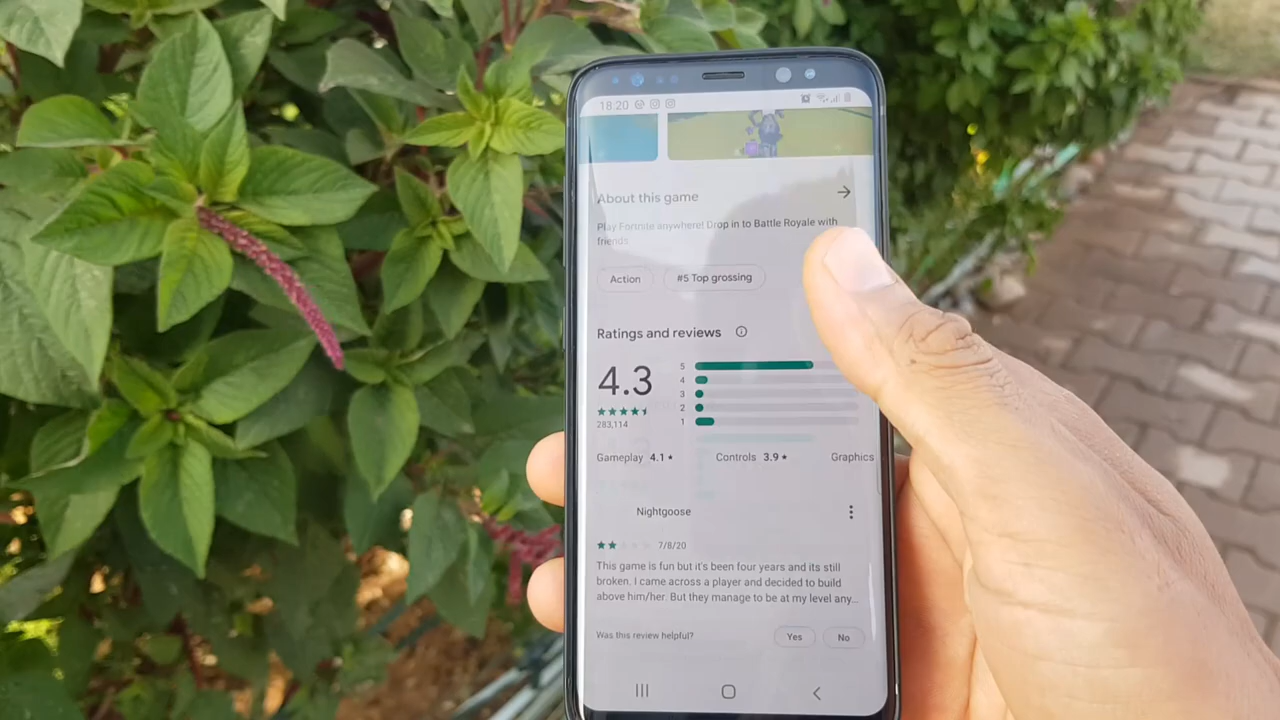 18:20
About this game
Play Fortnite anywhere! Drop in to Battle Royale with
friends
Action
#5 Top grossing
Ratings and reviews
4.3
5
4
3
2
1
283,114
Gameplay 4.1★ Controls 3.9★ Graphics
Nightgoose
7/8/20
This game is fun but it's been four years and its still
broken. I came across a player and decided to build
above him/her. But they manage to be at my level any...
Was this review helpful?
Yes
No